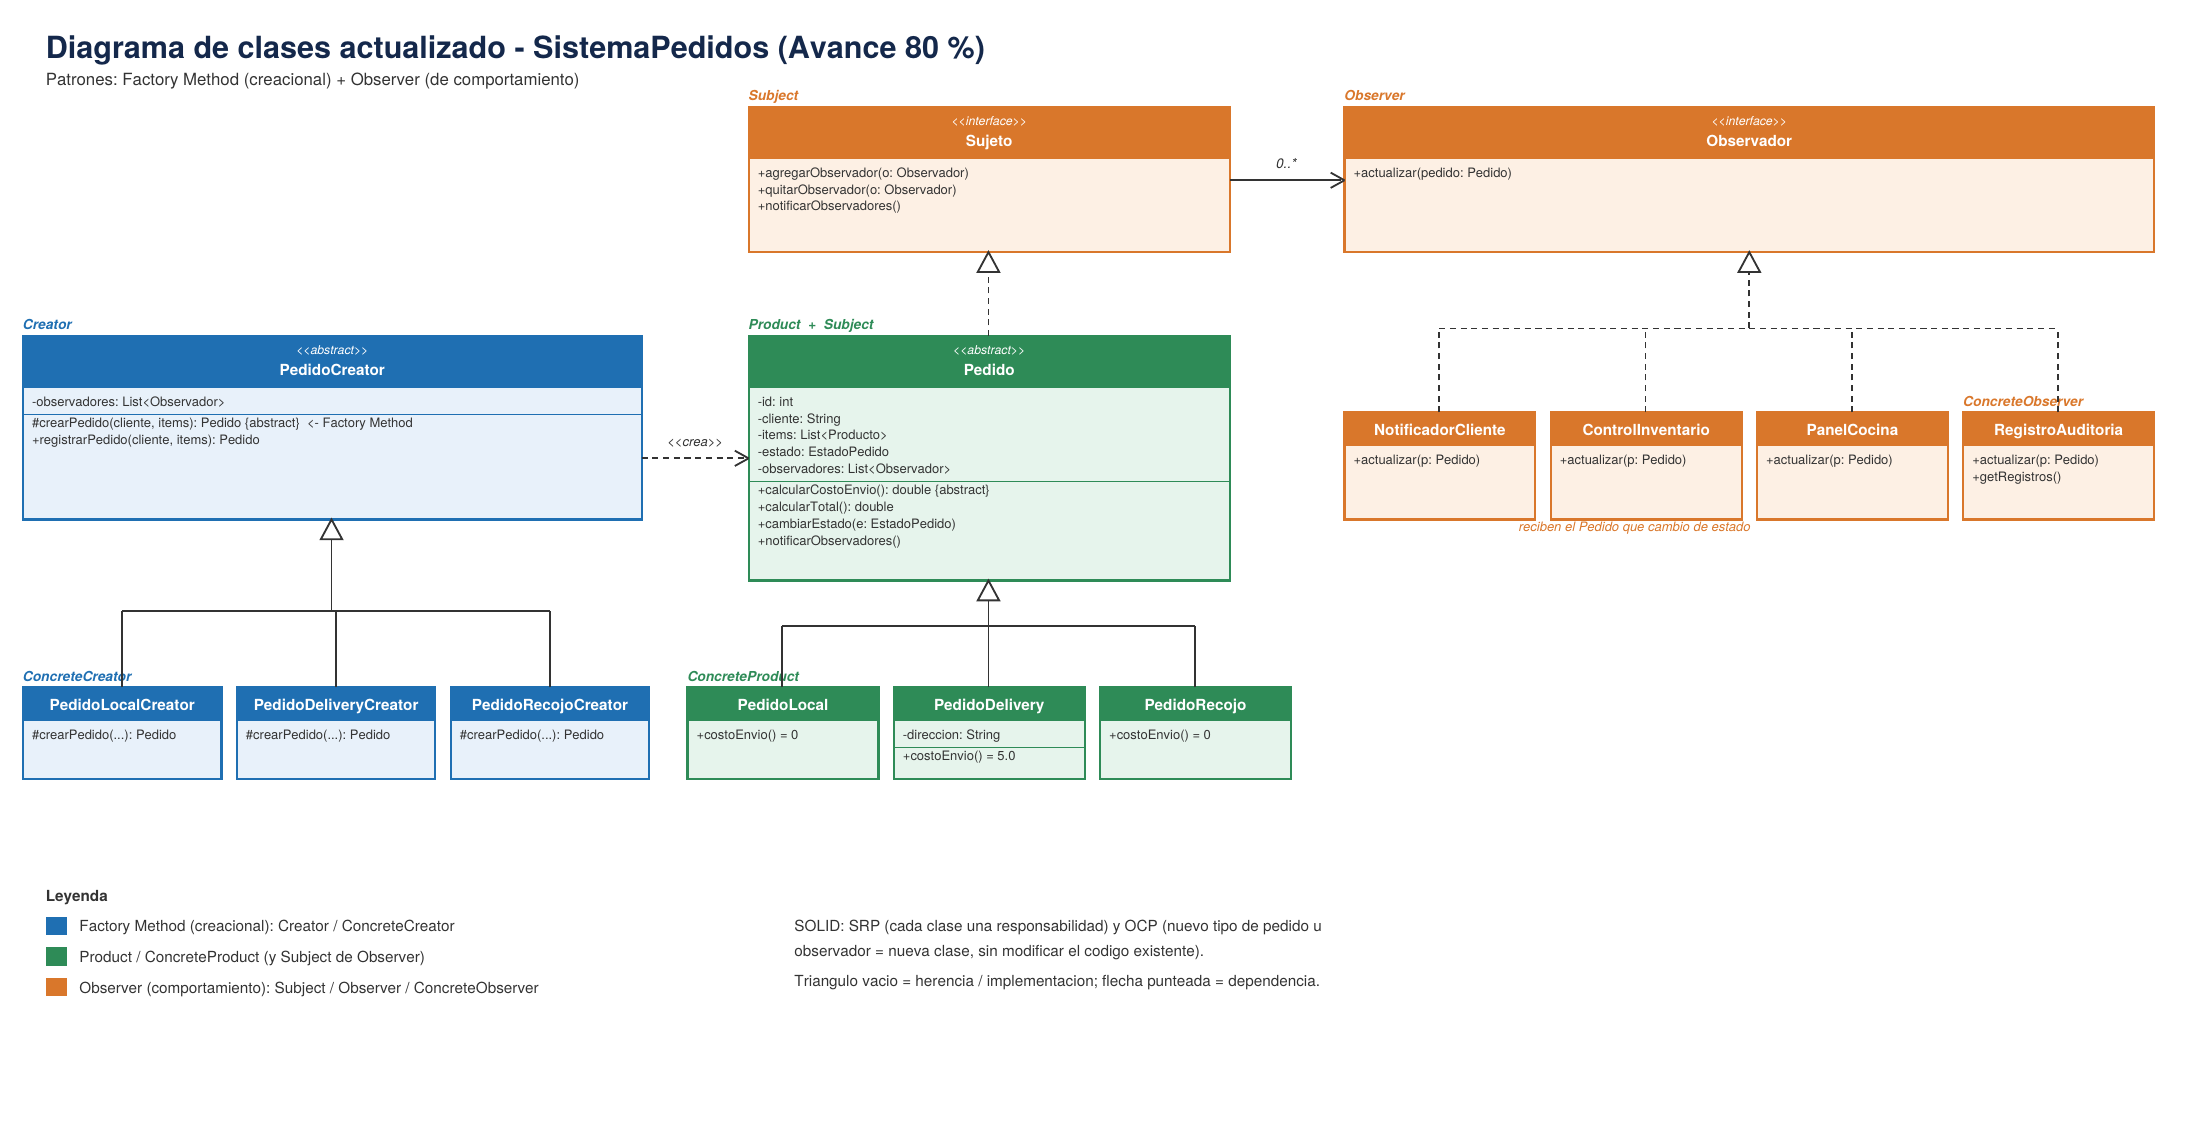 Diagrama de clases actualizado - SistemaPedidos (Avance 80 %)
Patrones: Factory Method (creacional) + Observer (de comportamiento)
Subject
<<interface>>
Sujeto
+agregarObservador(o: Observador)
+quitarObservador(o: Observador)
+notificarObservadores()
0..*
Observer
<<interface>>
Observador
+actualizar(pedido: Pedido)
Creator
<<abstract>>
PedidoCreator
-observadores: List<Observador>
#crearPedido(cliente, items): Pedido {abstract}  <- Factory Method
+registrarPedido(cliente, items): Pedido
<<crea>>
Product + Subject
<<abstract>>
Pedido
-id: int
-cliente: String
-items: List<Producto>
-estado: EstadoPedido
-observadores: List<Observador>
+calcularCostoEnvio(): double {abstract}
+calcularTotal(): double
+cambiarEstado(e: EstadoPedido)
+notificarObservadores()
ConcreteObserver
NotificadorCliente
+actualizar(p: Pedido)
ControlInventario
+actualizar(p: Pedido)
PanelCocina
+actualizar(p: Pedido)
RegistroAuditoria
+actualizar(p: Pedido)
+getRegistros()
reciben el Pedido que cambio de estado
ConcreteCreator
PedidoLocalCreator
#crearPedido(...): Pedido
PedidoDeliveryCreator
#crearPedido(...): Pedido
PedidoRecojoCreator
#crearPedido(...): Pedido
ConcreteProduct
PedidoLocal
+costoEnvio() = 0
PedidoDelivery
-direccion: String
+costoEnvio() = 5.0
PedidoRecojo
+costoEnvio() = 0
Leyenda
Factory Method (creacional): Creator / ConcreteCreator
Product / ConcreteProduct (y Subject de Observer)
Observer (comportamiento): Subject / Observer / ConcreteObserver
SOLID: SRP (cada clase una responsabilidad) y OCP (nuevo tipo de pedido u
observador = nueva clase, sin modificar el codigo existente).
Triangulo vacio = herencia / implementacion; flecha punteada = dependencia.